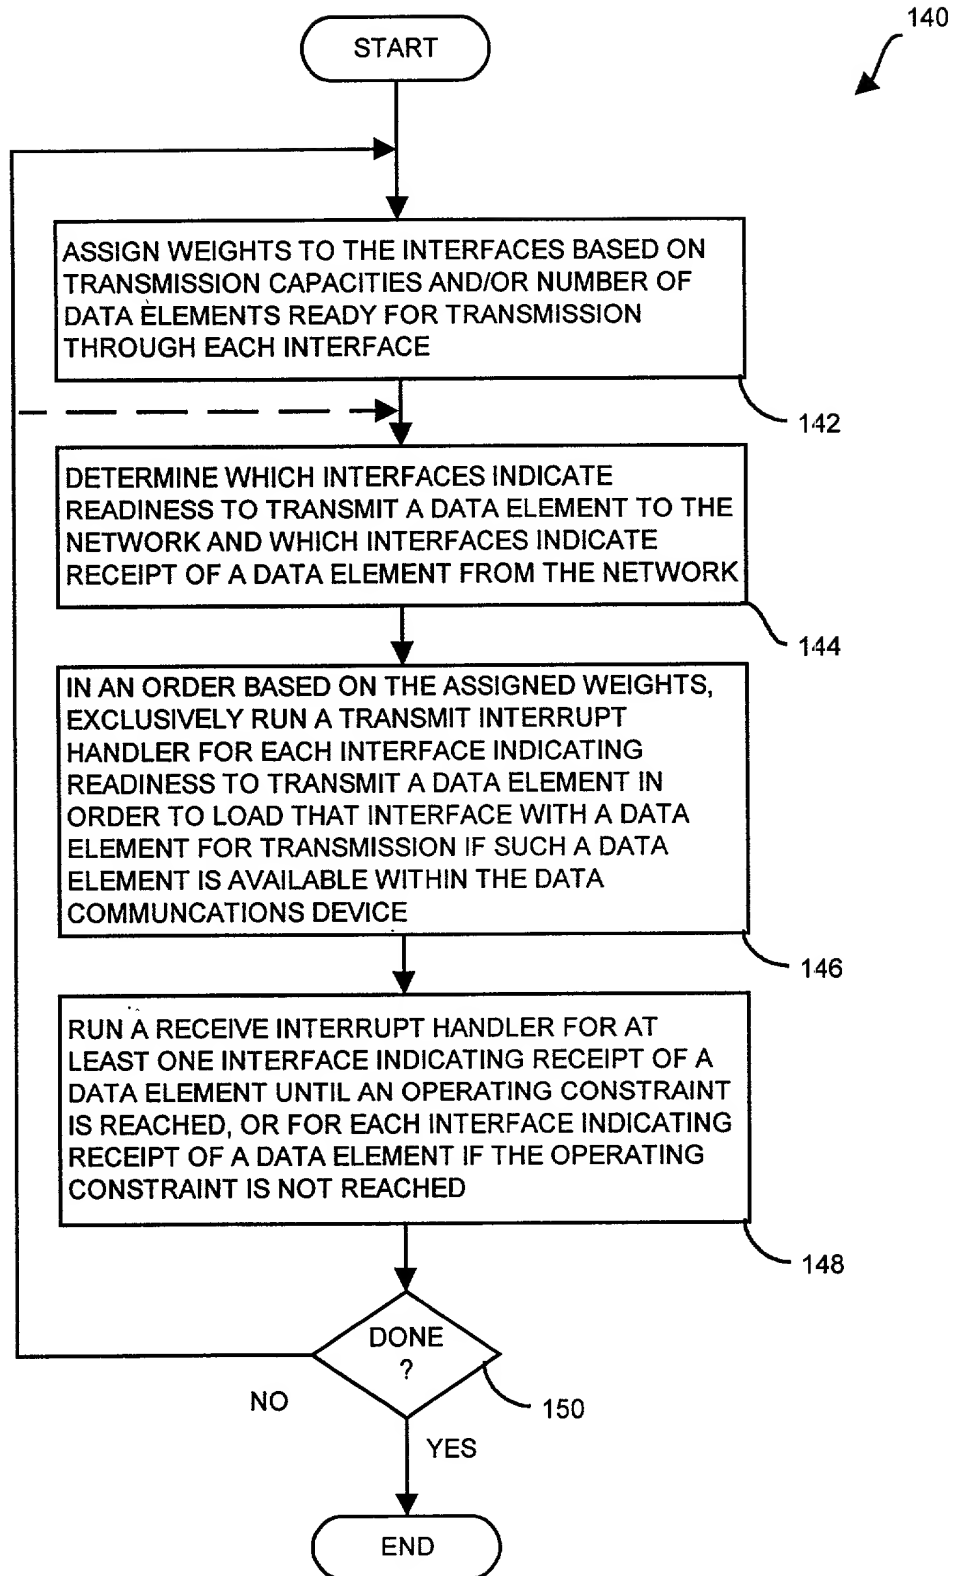 140
START
ASSIGN WEIGHTS TO THE INTERFACES BASED ON
TRANSMISSION CAPACITIES AND/OR NUMBER OF
DATA ELEMENTS READY FOR TRANSMISSION
THROUGH EACH INTERFACE
142
DETERMINE WHICH INTERFACES INDICATE
READINESS TO TRANSMIT A DATA ELEMENT TO THE
NETWORK AND WHICH INTERFACES INDICATE
RECEIPT OF A DATA ELEMENT FROM THE NETWORK
144
IN AN ORDER BASED ON THE ASSIGNED WEIGHTS,
EXCLUSIVELY RUN A TRANSMIT INTERRUPT
HANDLER FOR EACH INTERFACE INDICATING
READINESS TO TRANSMIT A DATA ELEMENT IN
ORDER TO LOAD THAT INTERFACE WITH A DATA
ELEMENT FOR TRANSMISSION IF SUCH A DATA
ELEMENT IS AVAILABLE WITHIN THE DATA
COMMUNCATIONS DEVICE
146
RUN A RECEIVE INTERRUPT HANDLER FOR AT
LEAST ONE INTERFACE INDICATING RECEIPT OF A
DATA ELEMENT UNTIL AN OPERATING CONSTRAINT
IS REACHED, OR FOR EACH INTERFACE INDICATING
RECEIPT OF A DATA ELEMENT IF THE OPERATING
CONSTRAINT IS NOT REACHED
148
DONE
?
150
NO
YES
END